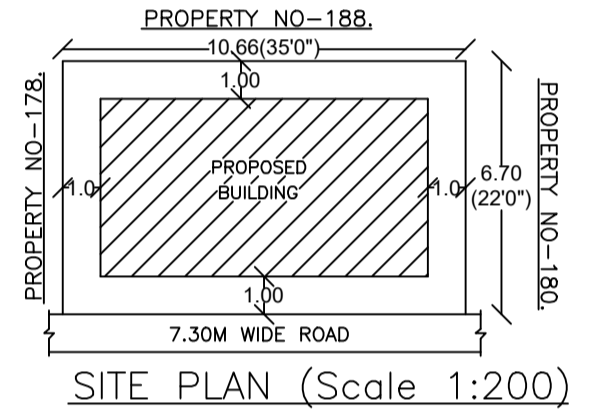 PROPERTY NO-188.
10.66(35'0")
1.00
PROPERTY NO-178.
PROPOSED
BUILDING
1.0
1.0
6.70
(22'0")
PROPERTY NO-180.
1.00
7.30M WIDE ROAD
SITE PLAN (Scale 1:200)